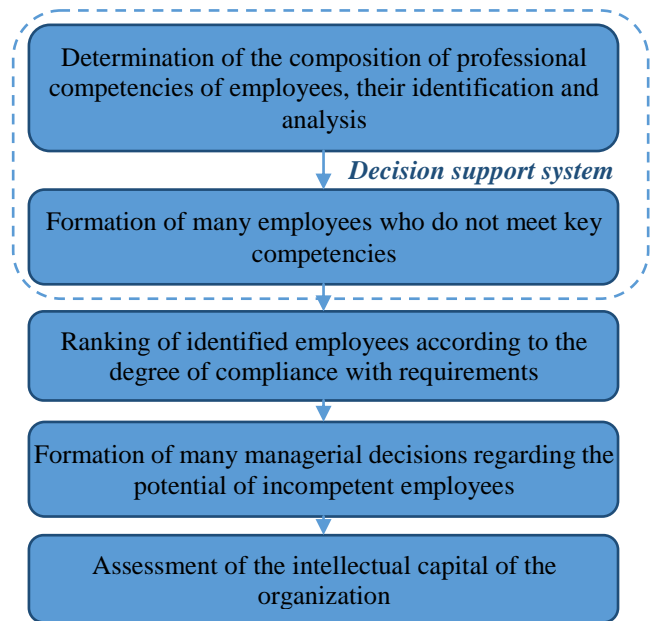 Determination of the composition of professional
competencies of employees, their identification and
analysis
Decision support system
Formation of many employees who do not meet key
competencies
Ranking of identified employees according to the
degree of compliance with requirements
Formation of many managerial decisions regarding the
potential of incompetent employees
Assessment of the intellectual capital of the
organization